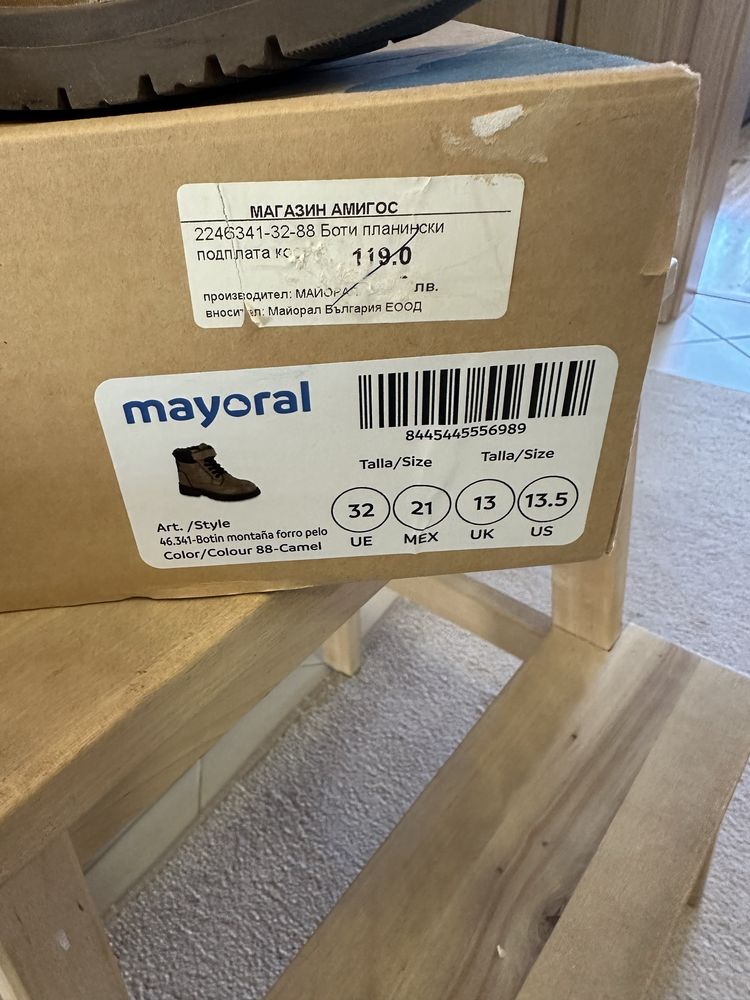 МАГАЗИН АМИГОС
2246341-32-88 Боти планински
подплата
119.0
лв.
производител: МАЙОРАЛ
вносител: Майорал България ЕООД
mayoral
8445445556989
Talla/Size Talla/Size
32 21 13 13.5
UE MEX UK US
Art. /Style
46.341-Botin montaña forro pelo
Color/Colour 88-Camel